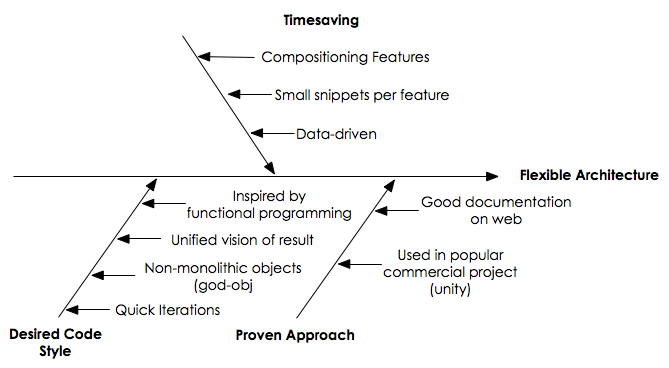 Timesaving
Compositioning Features
Small snippets per feature
Data-driven
Flexible Architecture
Inspired by
functional programming
Unified vision of result
Non-monolithic objects
(god-obj
Quick Iterations
Desired Code
Style
Good documentation
on web
Used in popular
commercial project
(unity)
Proven Approach